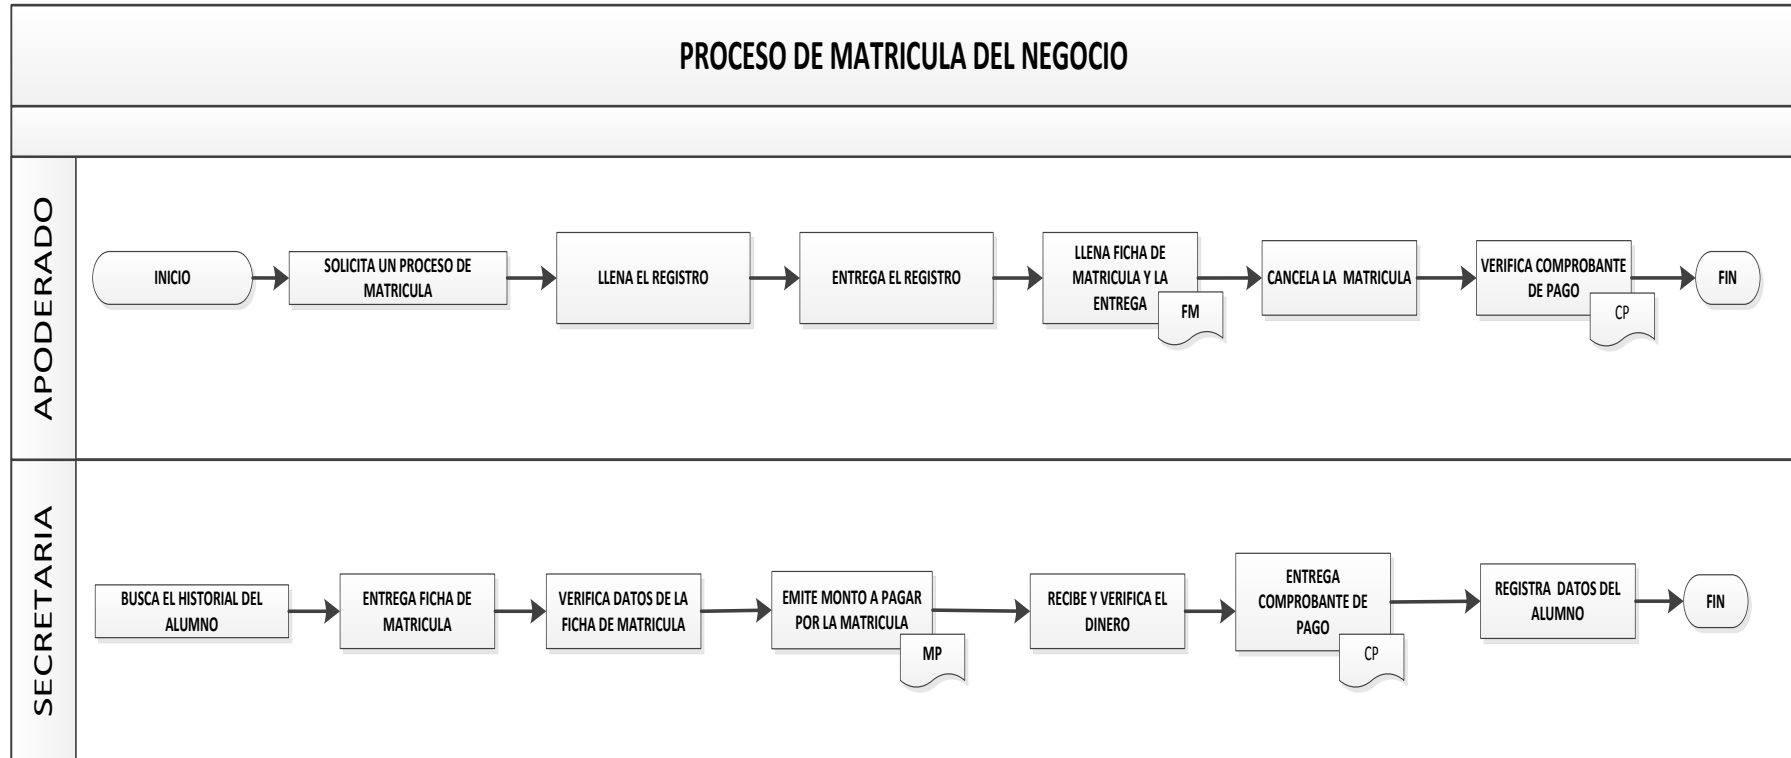 PROCESO DE MATRICULA DEL NEGOCIO
APODERADO
INICIO
SOLICITA UN PROCESO DE
MATRICULA
LLENA EL REGISTRO
ENTREGA EL REGISTRO
LLENA FICHA DE
MATRICULA Y LA
ENTREGA
FM
CANCELA LA MATRICULA
VERIFICA COMPROBANTE
DE PAGO
CP
FIN
SECRETARIA
BUSCA EL HISTORIAL DEL
ALUMNO
ENTREGA FICHA DE
MATRICULA
VERIFICA DATOS DE LA
FICHA DE MATRICULA
EMITE MONTO A PAGAR
POR LA MATRICULA
MP
RECIBE Y VERIFICA EL
DINERO
ENTREGA
COMPROBANTE DE
PAGO
CP
REGISTRA DATOS DEL
ALUMNO
FIN